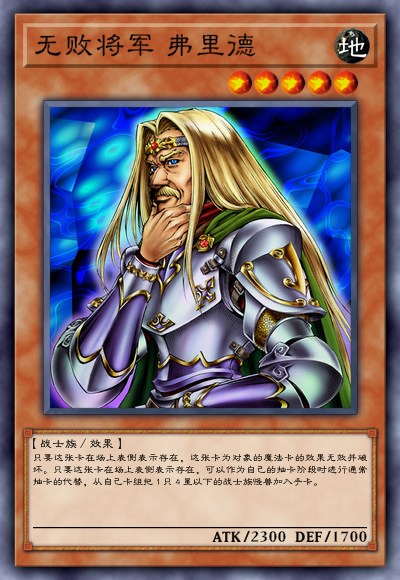 无败将军 弗里德
地
【战士族／效果】
只要这张卡在场上表侧表示存在，这张卡为对象的魔法卡的效果无效并破
坏。只要这张卡在场上表侧表示存在，可以作为自己的抽卡阶段时进行通常
抽卡的代替，从自己卡组把1只4星以下的战士族怪兽加入手卡。
ATK/2300 DEF/1700